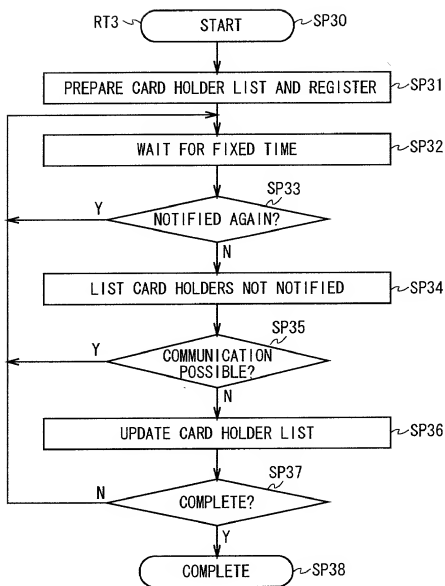 RT3 START SP30
PREPARE CARD HOLDER LIST AND REGISTER SP31
WAIT FOR FIXED TIME SP32
SP33
Y NOTIFIED AGAIN?
N
LIST CARD HOLDERS NOT NOTIFIED SP34
SP35
Y COMMUNICATION
POSSIBLE?
N
UPDATE CARD HOLDER LIST SP36
SP37
N COMPLETE?
Y
COMPLETE SP38